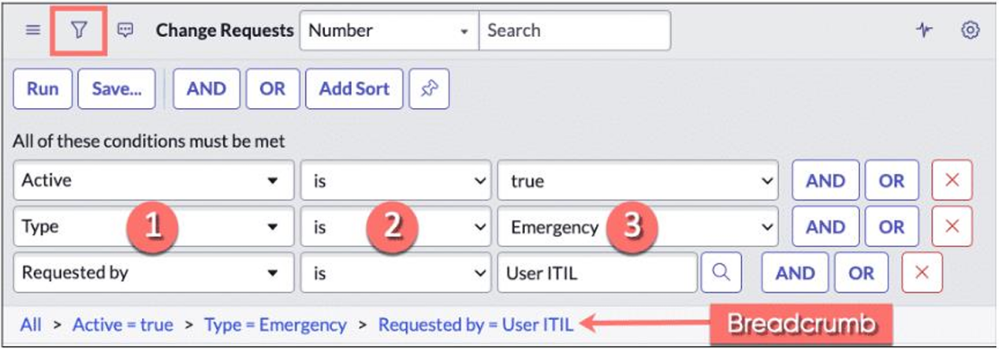 Change Requests Number Search
Run Save... AND OR Add Sort
All of these conditions must be met
Active is true AND OR
Type 1 is 2 Emergency 3 AND OR
Requested by is User ITIL AND OR
All > Active = true > Type = Emergency > Requested by = User ITIL Breadcrumb